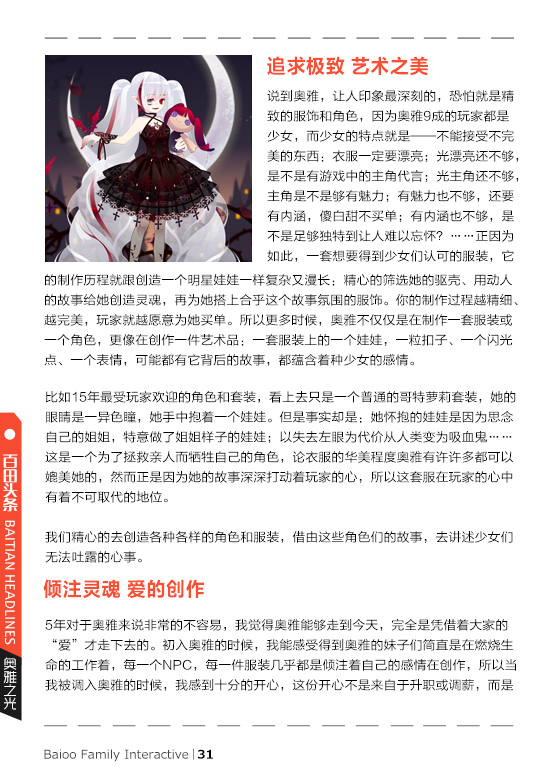 追求极致 艺术之美
说到奥雅，让人印象最深刻的，恐怕就是精
致的服饰和角色，因为奥雅9成的玩家都是
少女，而少女的特点就是——不能接受不完
美的东西；衣服一定要漂亮；光漂亮还不够，
是不是有游戏中的主角代言；光主角还不够，
主角是不是够有魅力；有魅力也不够，还要
有内涵，傻白甜不买单；有内涵也不够，是
不是足够独特到让人难以忘怀？……正因为
如此，一套想要得到少女们认可的服装，它
的制作历程就跟创造一个明星娃娃一样复杂又漫长；精心的筛选她的驱壳、用动人
的故事给她创造灵魂，再为她搭上合乎这个故事氛围的服饰。你的制作过程越精细、
越完美，玩家就越愿意为她买单。所以更多时候，奥雅不仅仅是在制作一套服装或
一个角色，更像在创作一件艺术品；一套服装上的一个娃娃，一粒扣子、一个闪光
点、一个表情，可能都有它背后的故事，都蕴含着种少女的情感。
比如15年最受玩家欢迎的角色和套装，看上去只是一个普通的哥特萝莉套装，她的
眼睛是一异色瞳，她手中抱着一个娃娃。但是事实却是：她怀抱的娃娃是因为思念
自己的姐姐，特意做了姐姐样子的娃娃；以失去左眼为代价从人类变为吸血鬼……
这是一个为了拯救亲人而牺牲自己的角色，论衣服的华美程度奥雅有许许多都可以
媲美她的，然而正是因为她的故事深深打动着玩家的心，所以这套服在玩家的心中
有着不可取代的地位。
我们精心的去创造各种各样的角色和服装，借由这些角色们的故事，去讲述少女们
无法吐露的心事。
倾注灵魂 爱的创作
5年对于奥雅来说非常的不容易，我觉得奥雅能够走到今天，完全是凭借着大家的
“爱”才走下去的。初入奥雅的时候，我能感受得到奥雅的妹子们简直是在燃烧生
命的工作着，每一个NPC，每一件服装几乎都是倾注着自己的感情在创作，所以当
我被调入奥雅的时候，我感到十分的开心，这份开心不是来自于升职或调薪，而是
百田头条 BAITIAN HEADLINES
奥雅之光
Baioo Family Interactive | 31